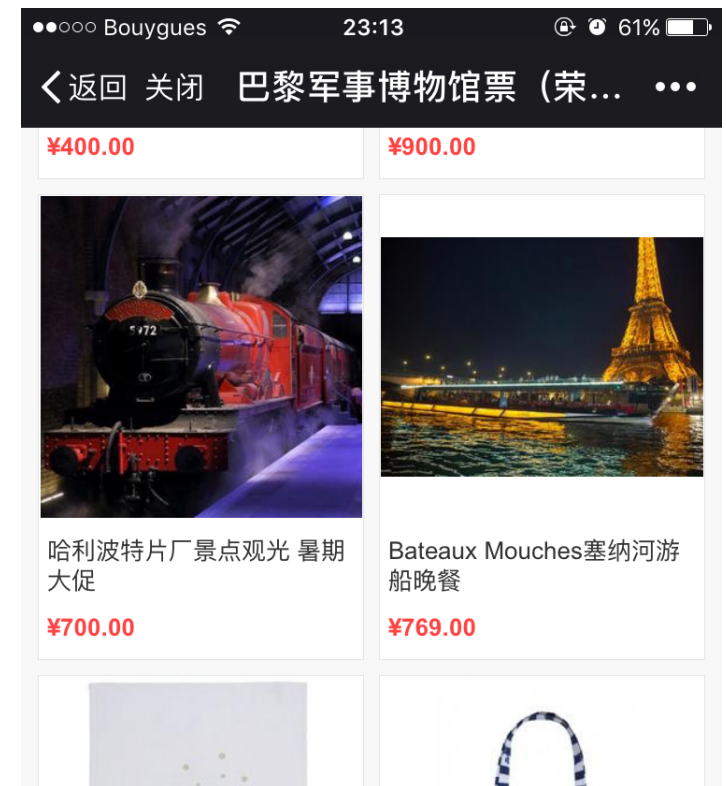 Bouygues 23:13 61%
返回 关闭 巴黎军事博物馆票（荣...
¥400.00 ¥900.00
5972
哈利波特片厂景点观光 暑期
大促
¥700.00
Bateaux Mouches塞纳河游
船晚餐
¥769.00